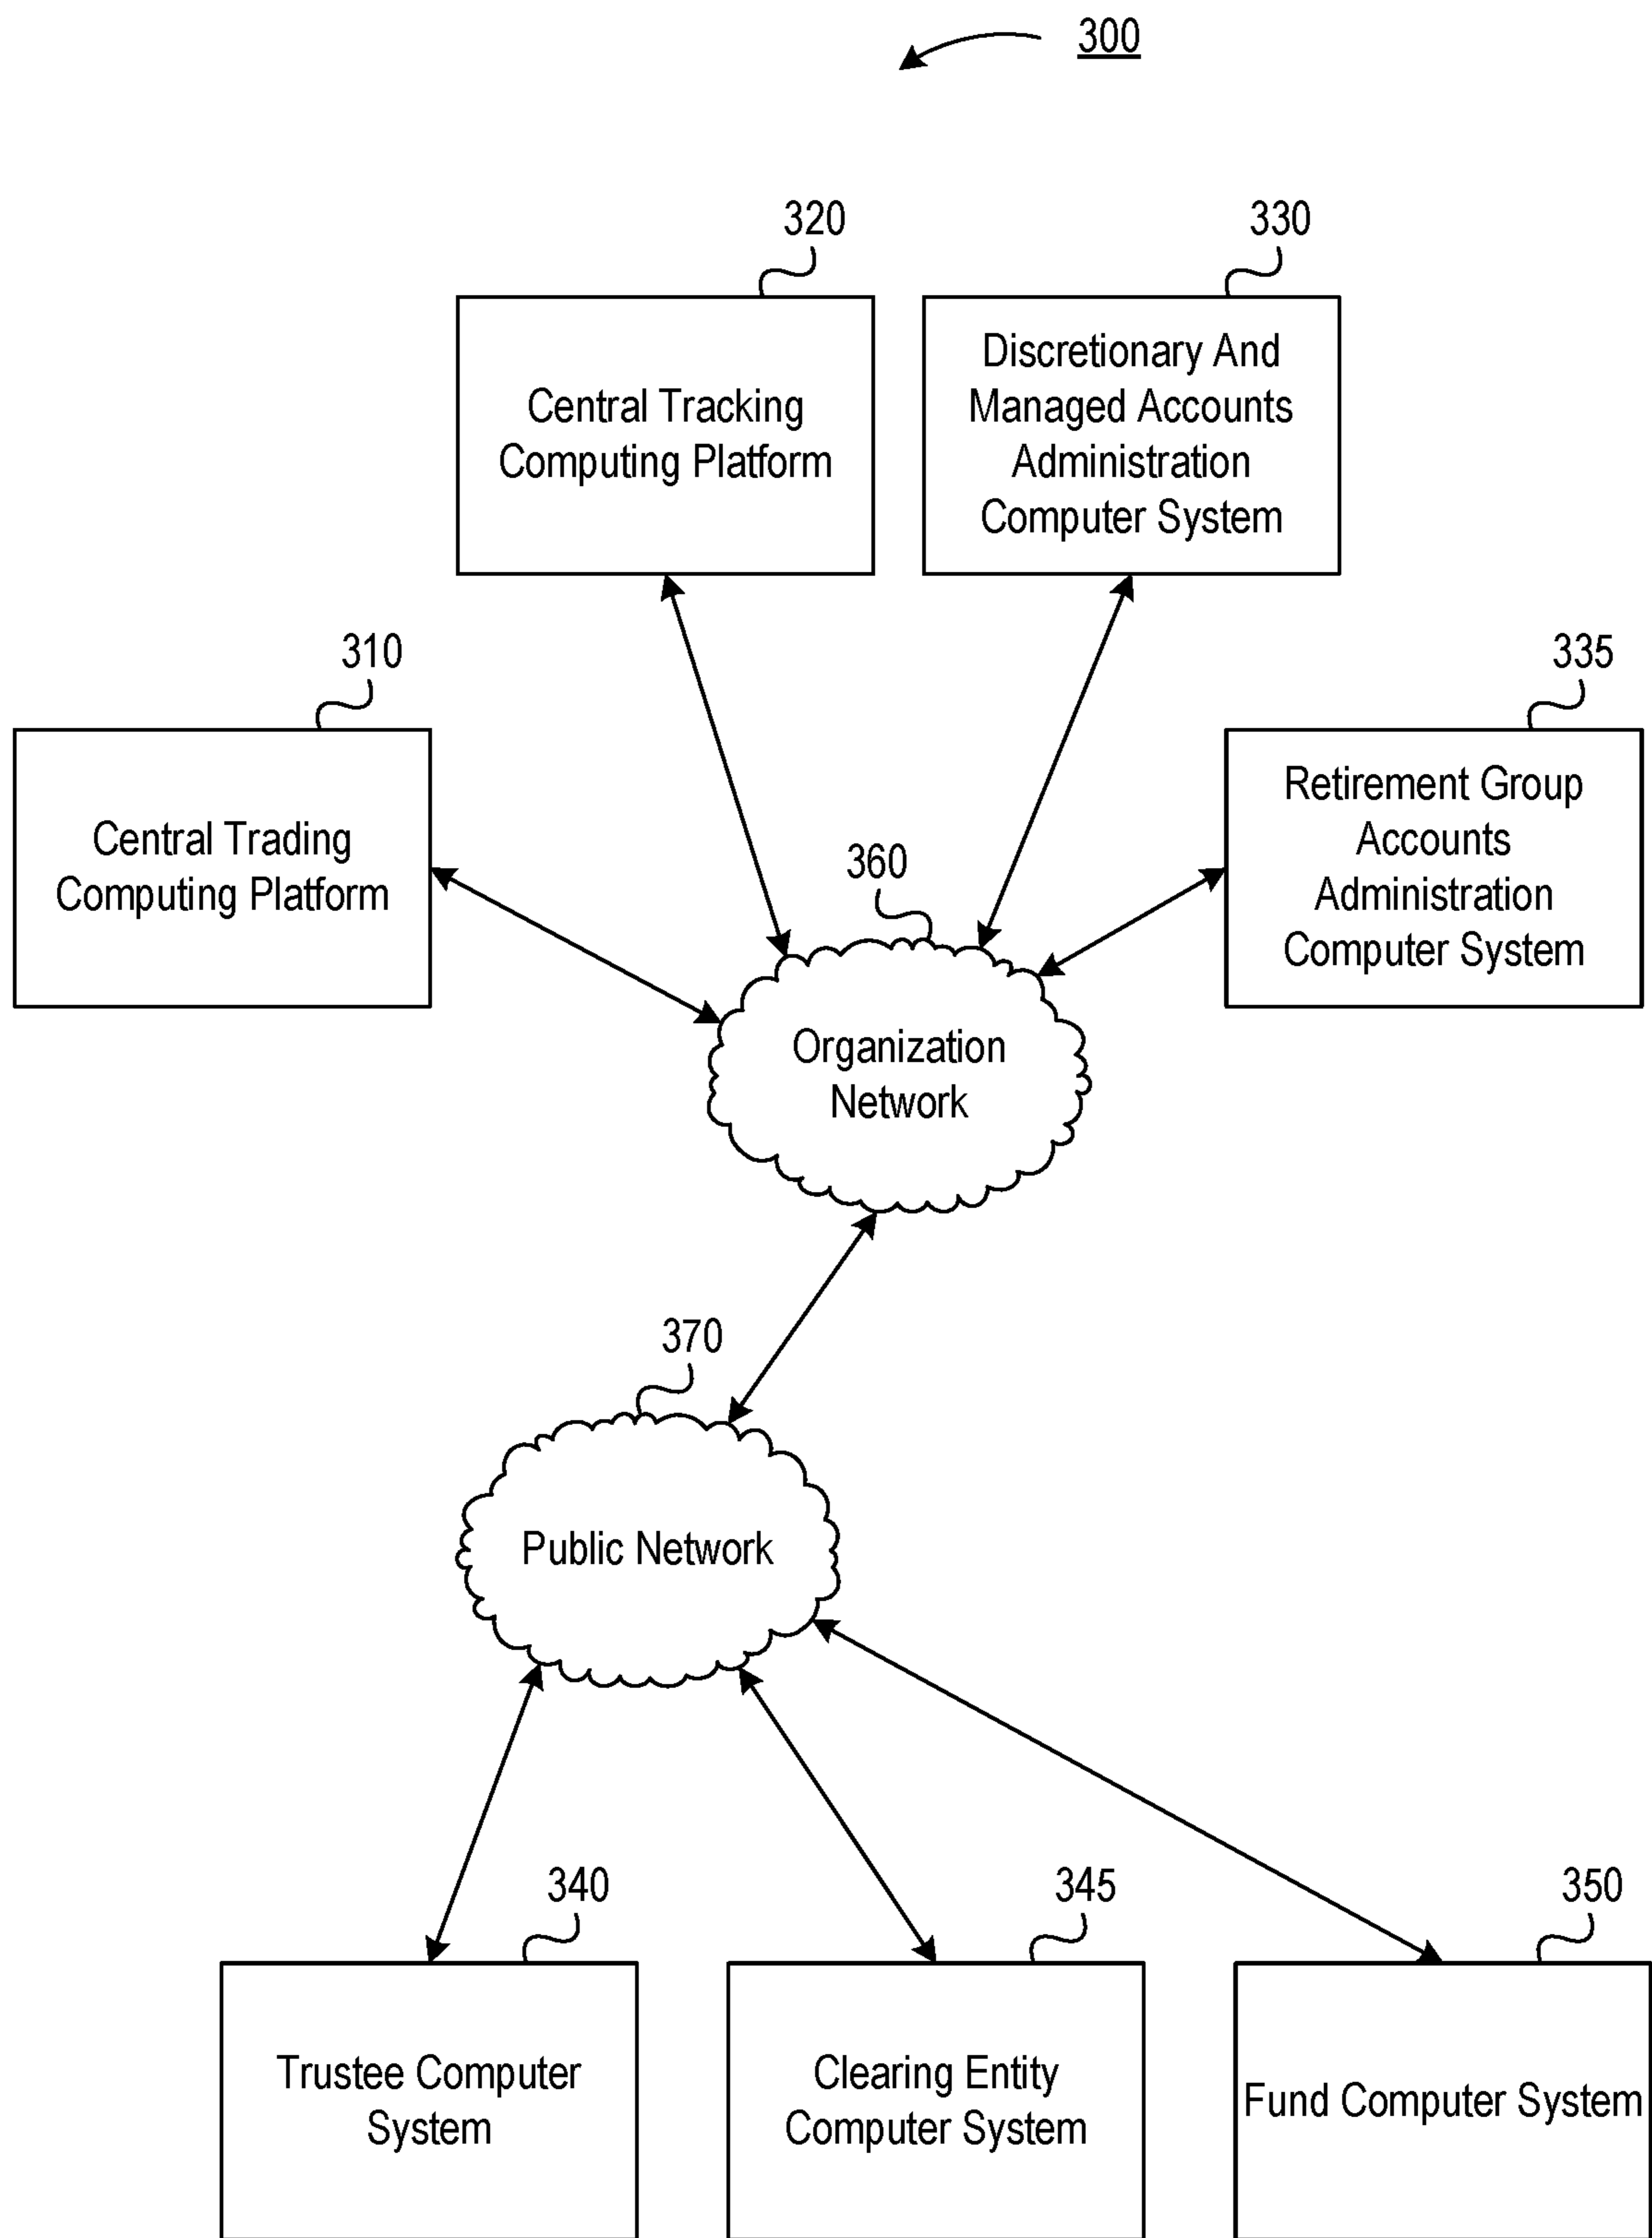 300
320
Central Tracking
Computing Platform
330
Discretionary And
Managed Accounts
Administration
Computer System
310
Central Trading
Computing Platform
335
Retirement Group
Accounts
Administration
Computer System
360
Organization
Network
370
Public Network
340
Trustee Computer
System
345
Clearing Entity
Computer System
350
Fund Computer System